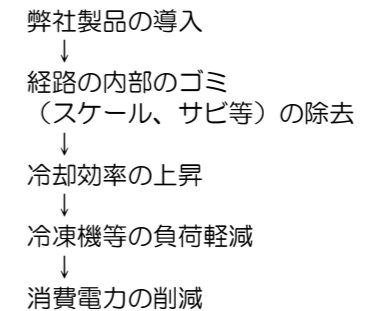 弊社製品の導入
↓
経路の内部のゴミ
（スケール、サビ等）の除去
↓
冷却効率の上昇
↓
冷凍機等の負荷軽減
↓
消費電力の削減